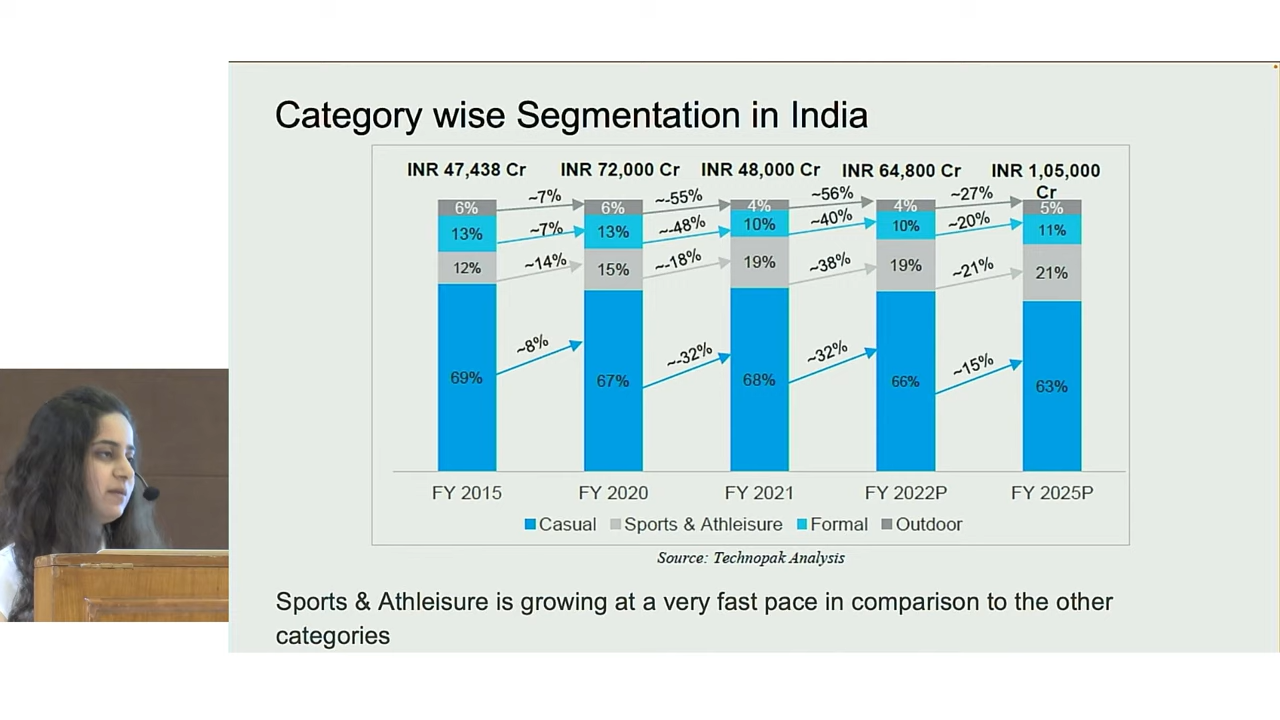 Category wise Segmentation in India
INR 47,438 Cr INR 72,000 Cr INR 48,000 Cr INR 64,800 Cr INR 1,05,000 Cr
~7% ~-55% ~56% ~27%
6% 6% 4% 4% 5%
~7% ~-48% ~40% ~20%
13% 13% 10% 10% 11%
~14% ~-18% ~38% ~21%
12% 15% 19% 19% 21%
~8% ~-32% ~32% ~15%
69% 67% 68% 66% 63%
FY 2015 FY 2020 FY 2021 FY 2022P FY 2025P
Casual Sports & Athleisure Formal Outdoor
Source: Technopak Analysis
Sports & Athleisure is growing at a very fast pace in comparison to the other
categories